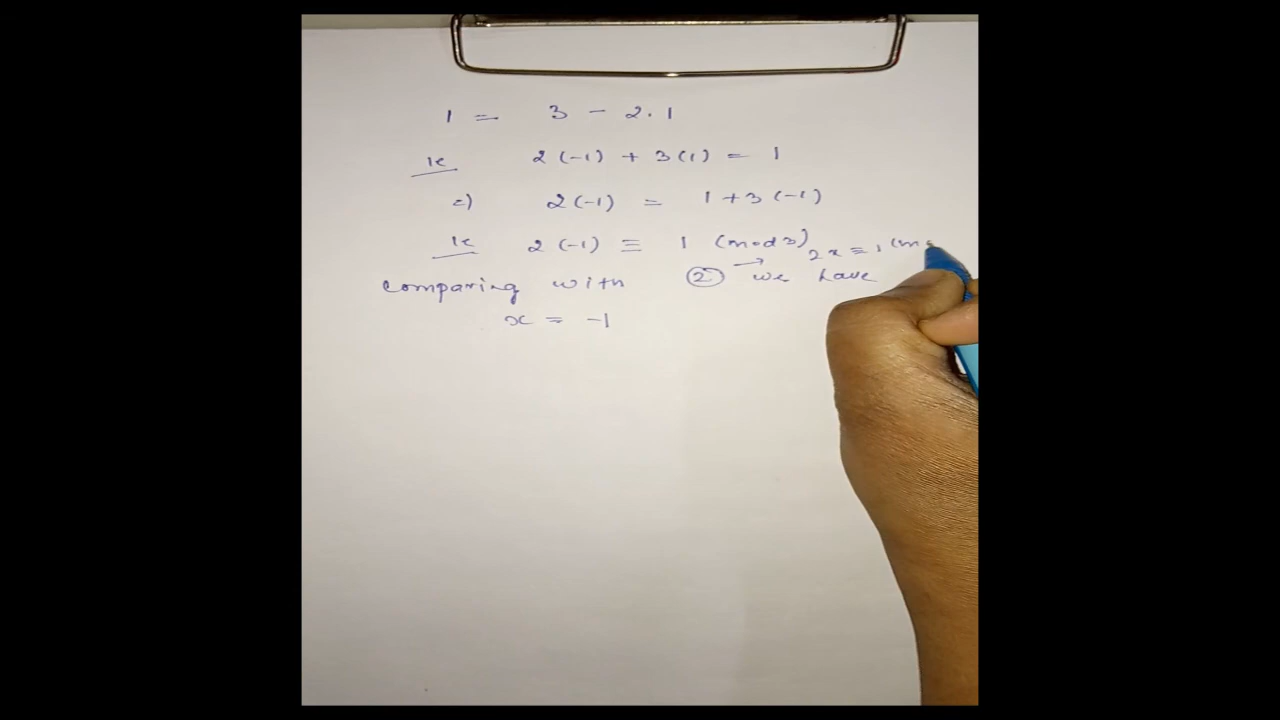 1 = 3 - 2.1
ie 2(-1) + 3(1) = 1
=) 2(-1) = 1+3(-1)
ie 2(-1) ≡ 1 (mod 3)
2x ≡ 1 (mo
comparing with ② → we have
x = -1